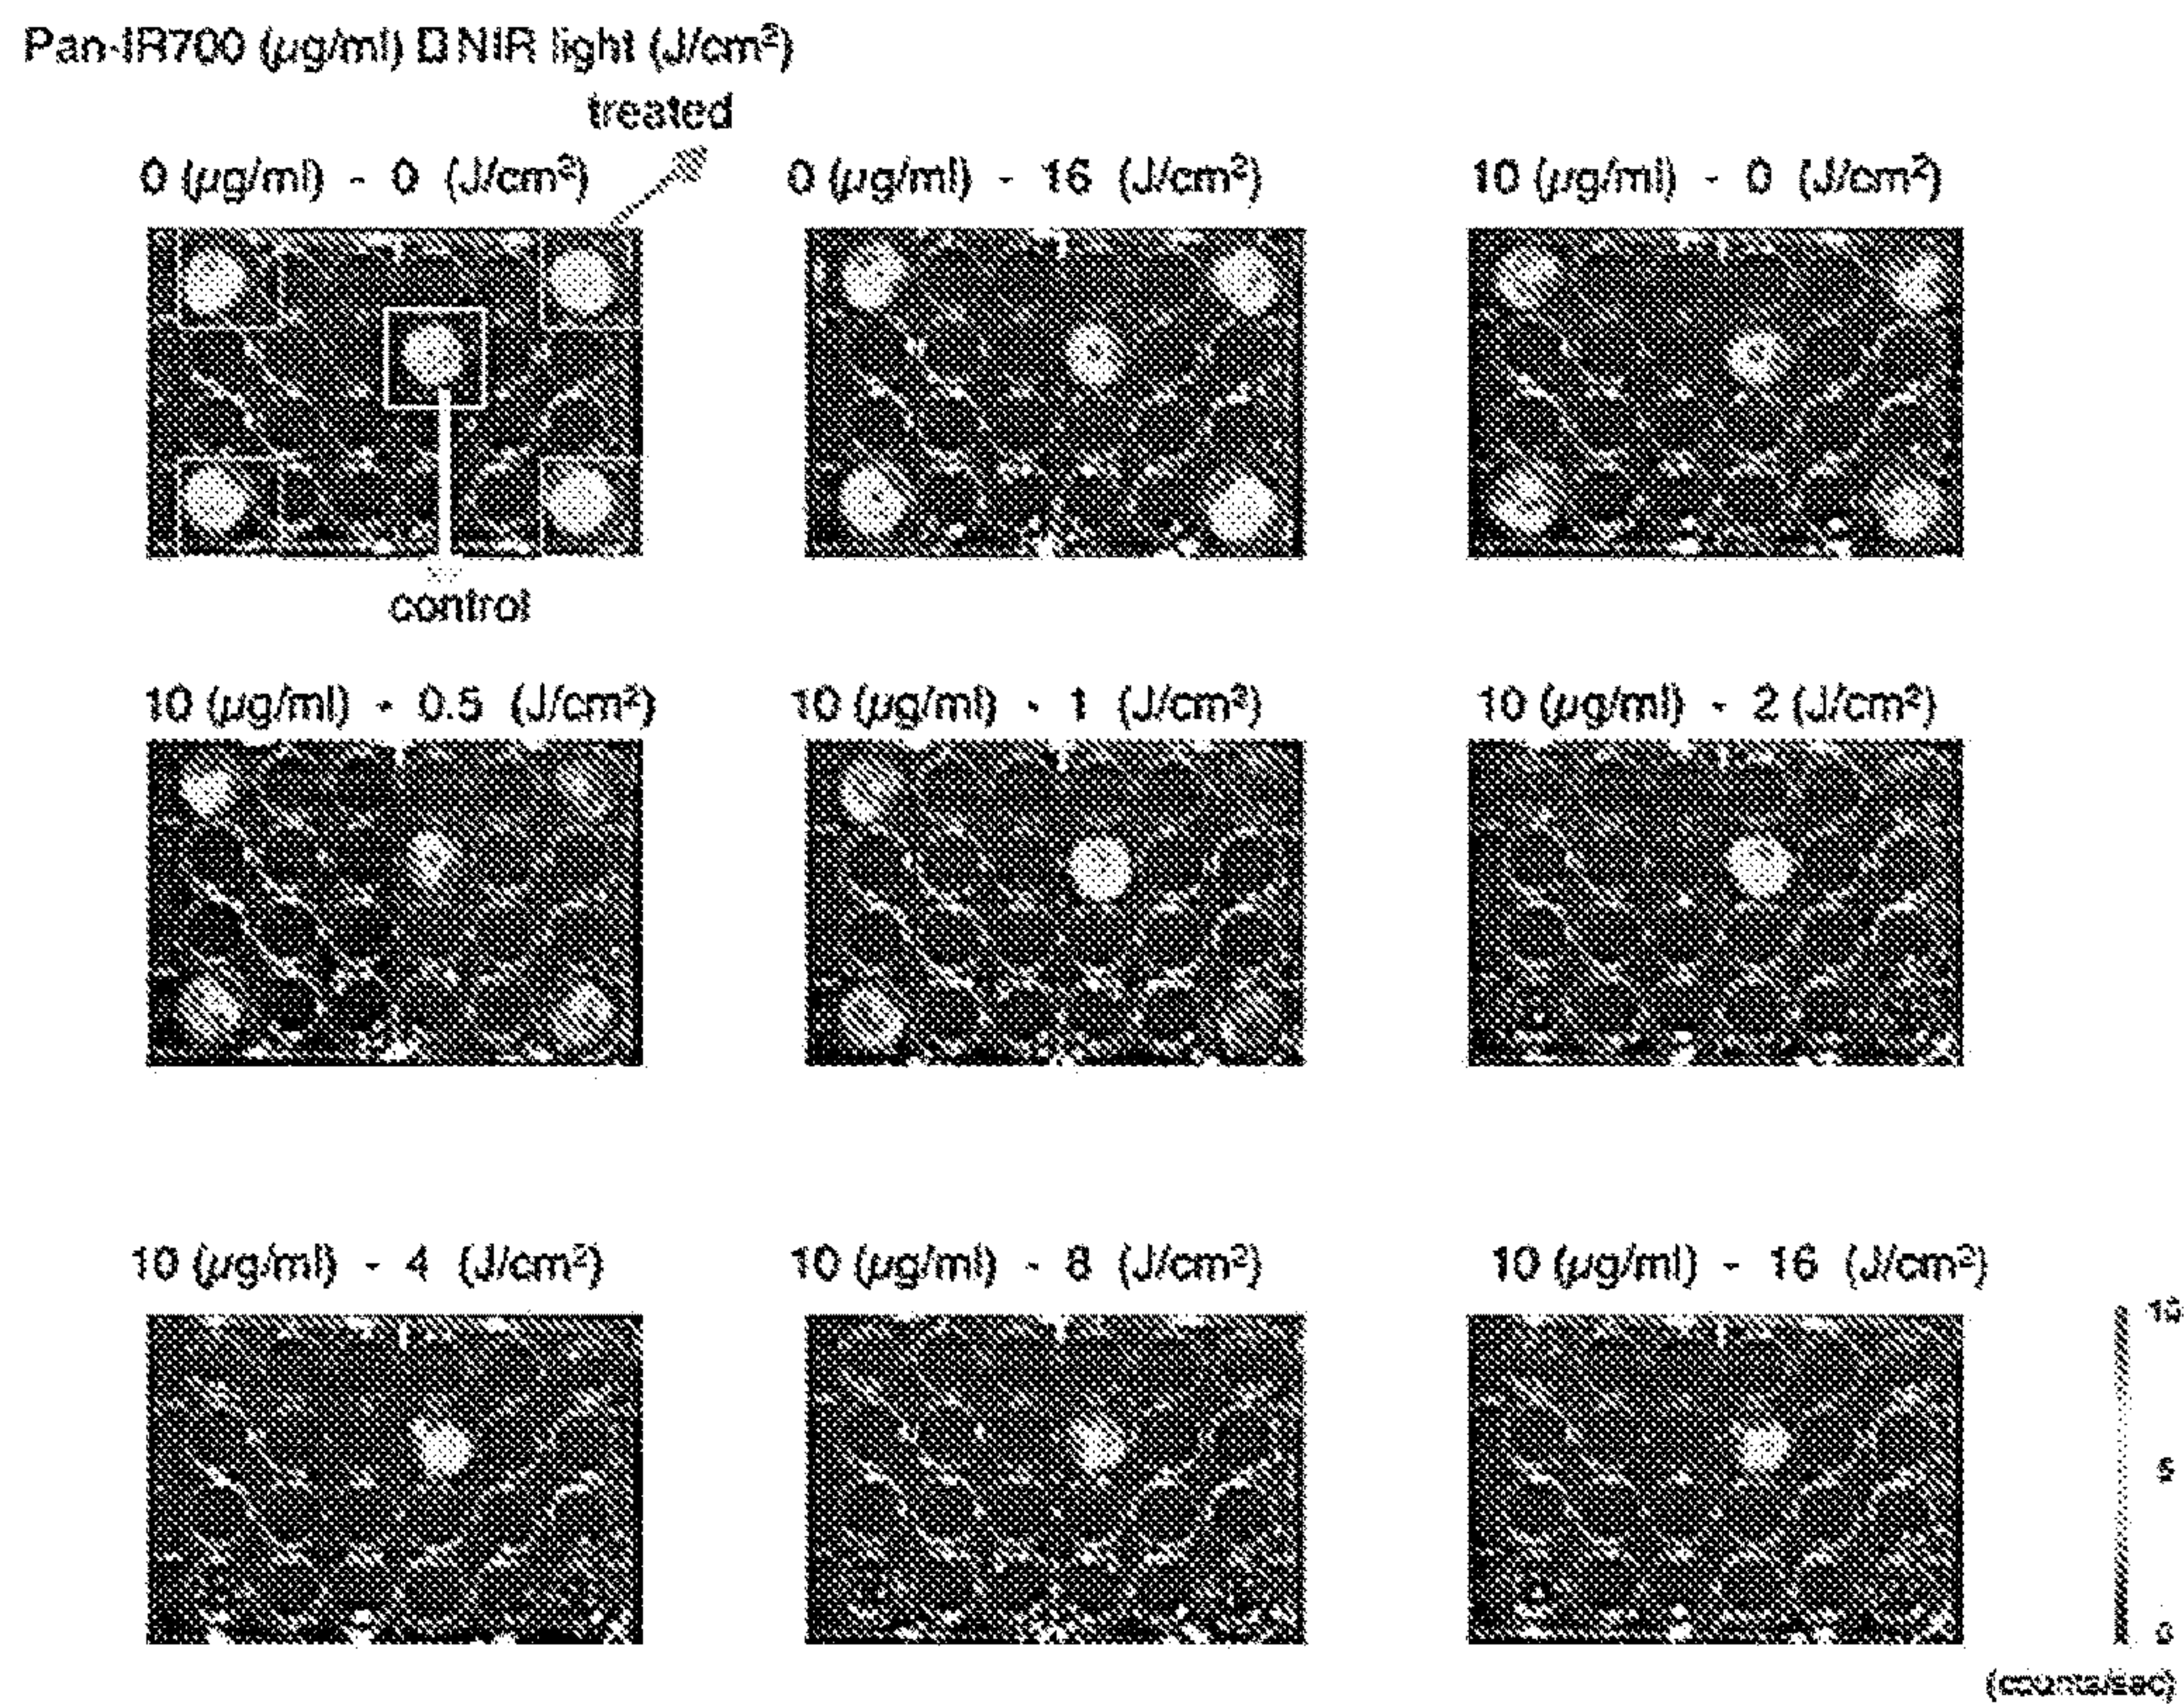 Pan-IR700 (µg/ml) □ NIR light (J/cm²)
treated
0 (µg/ml) - 0 (J/cm²)
0 (µg/ml) - 16 (J/cm²)
10 (µg/ml) - 0 (J/cm²)
control
10 (µg/ml) - 0.5 (J/cm²)
10 (µg/ml) - 1 (J/cm²)
10 (µg/ml) - 2 (J/cm²)
10 (µg/ml) - 4 (J/cm²)
10 (µg/ml) - 8 (J/cm²)
10 (µg/ml) - 16 (J/cm²)
10
5
0
(counts/sec)